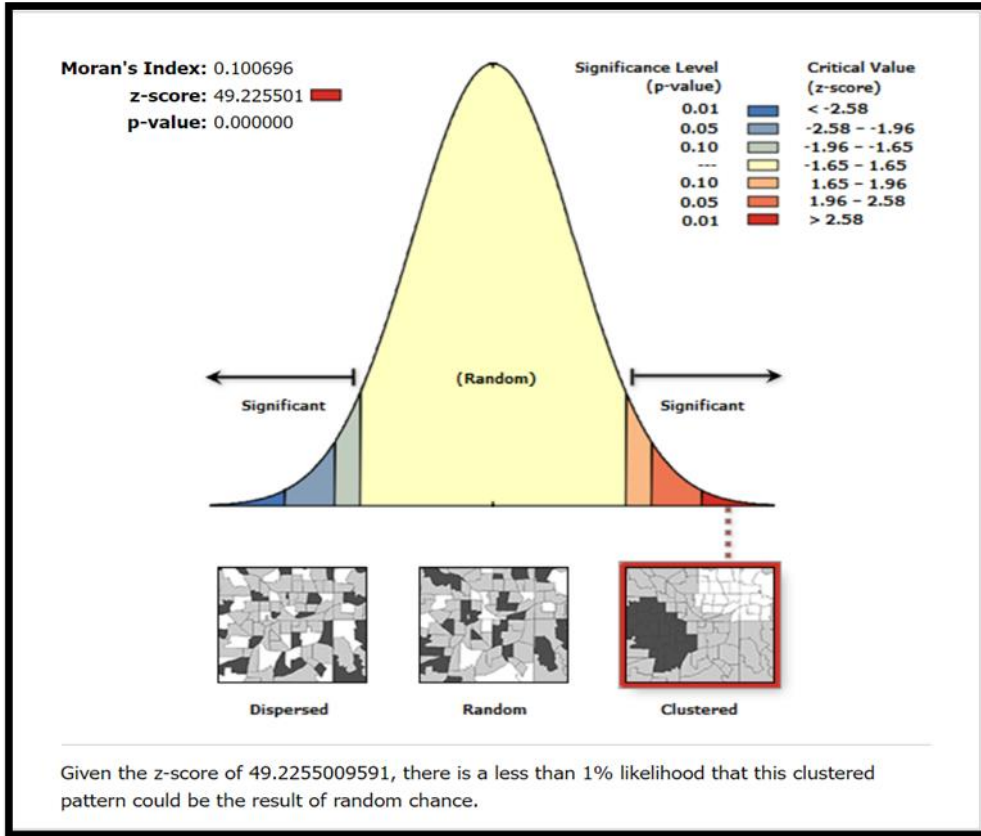 Moran's Index: 0.100696
z-score: 49.225501
p-value: 0.000000
Significance Level
(p-value)
Critical Value
(z-score)
0.01 < -2.58
0.05 -2.58 – -1.96
0.10 -1.96 – -1.65
--- -1.65 – 1.65
0.10 1.65 – 1.96
0.05 1.96 – 2.58
0.01 > 2.58
(Random)
Significant
Significant
Dispersed
Random
Clustered
Given the z-score of 49.2255009591, there is a less than 1% likelihood that this clustered
pattern could be the result of random chance.